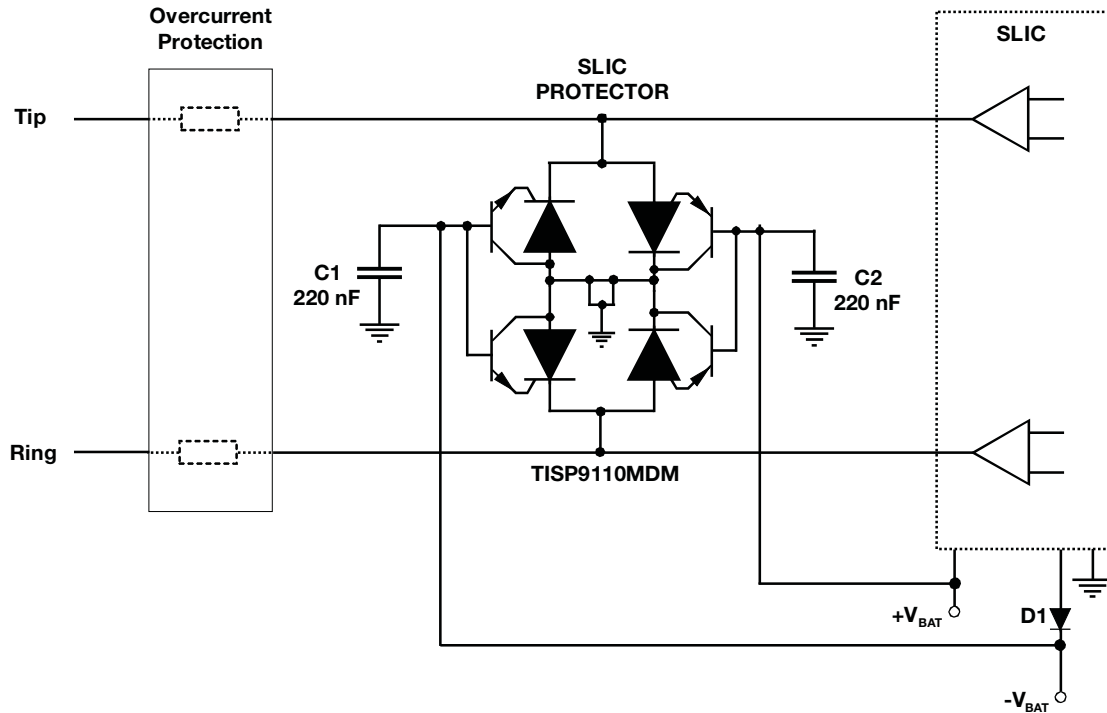 Overcurrent
Protection
SLIC
SLIC
PROTECTOR
Tip
C1
220 nF
C2
220 nF
Ring
TISP9110MDM
+VBAT
D1
-VBAT